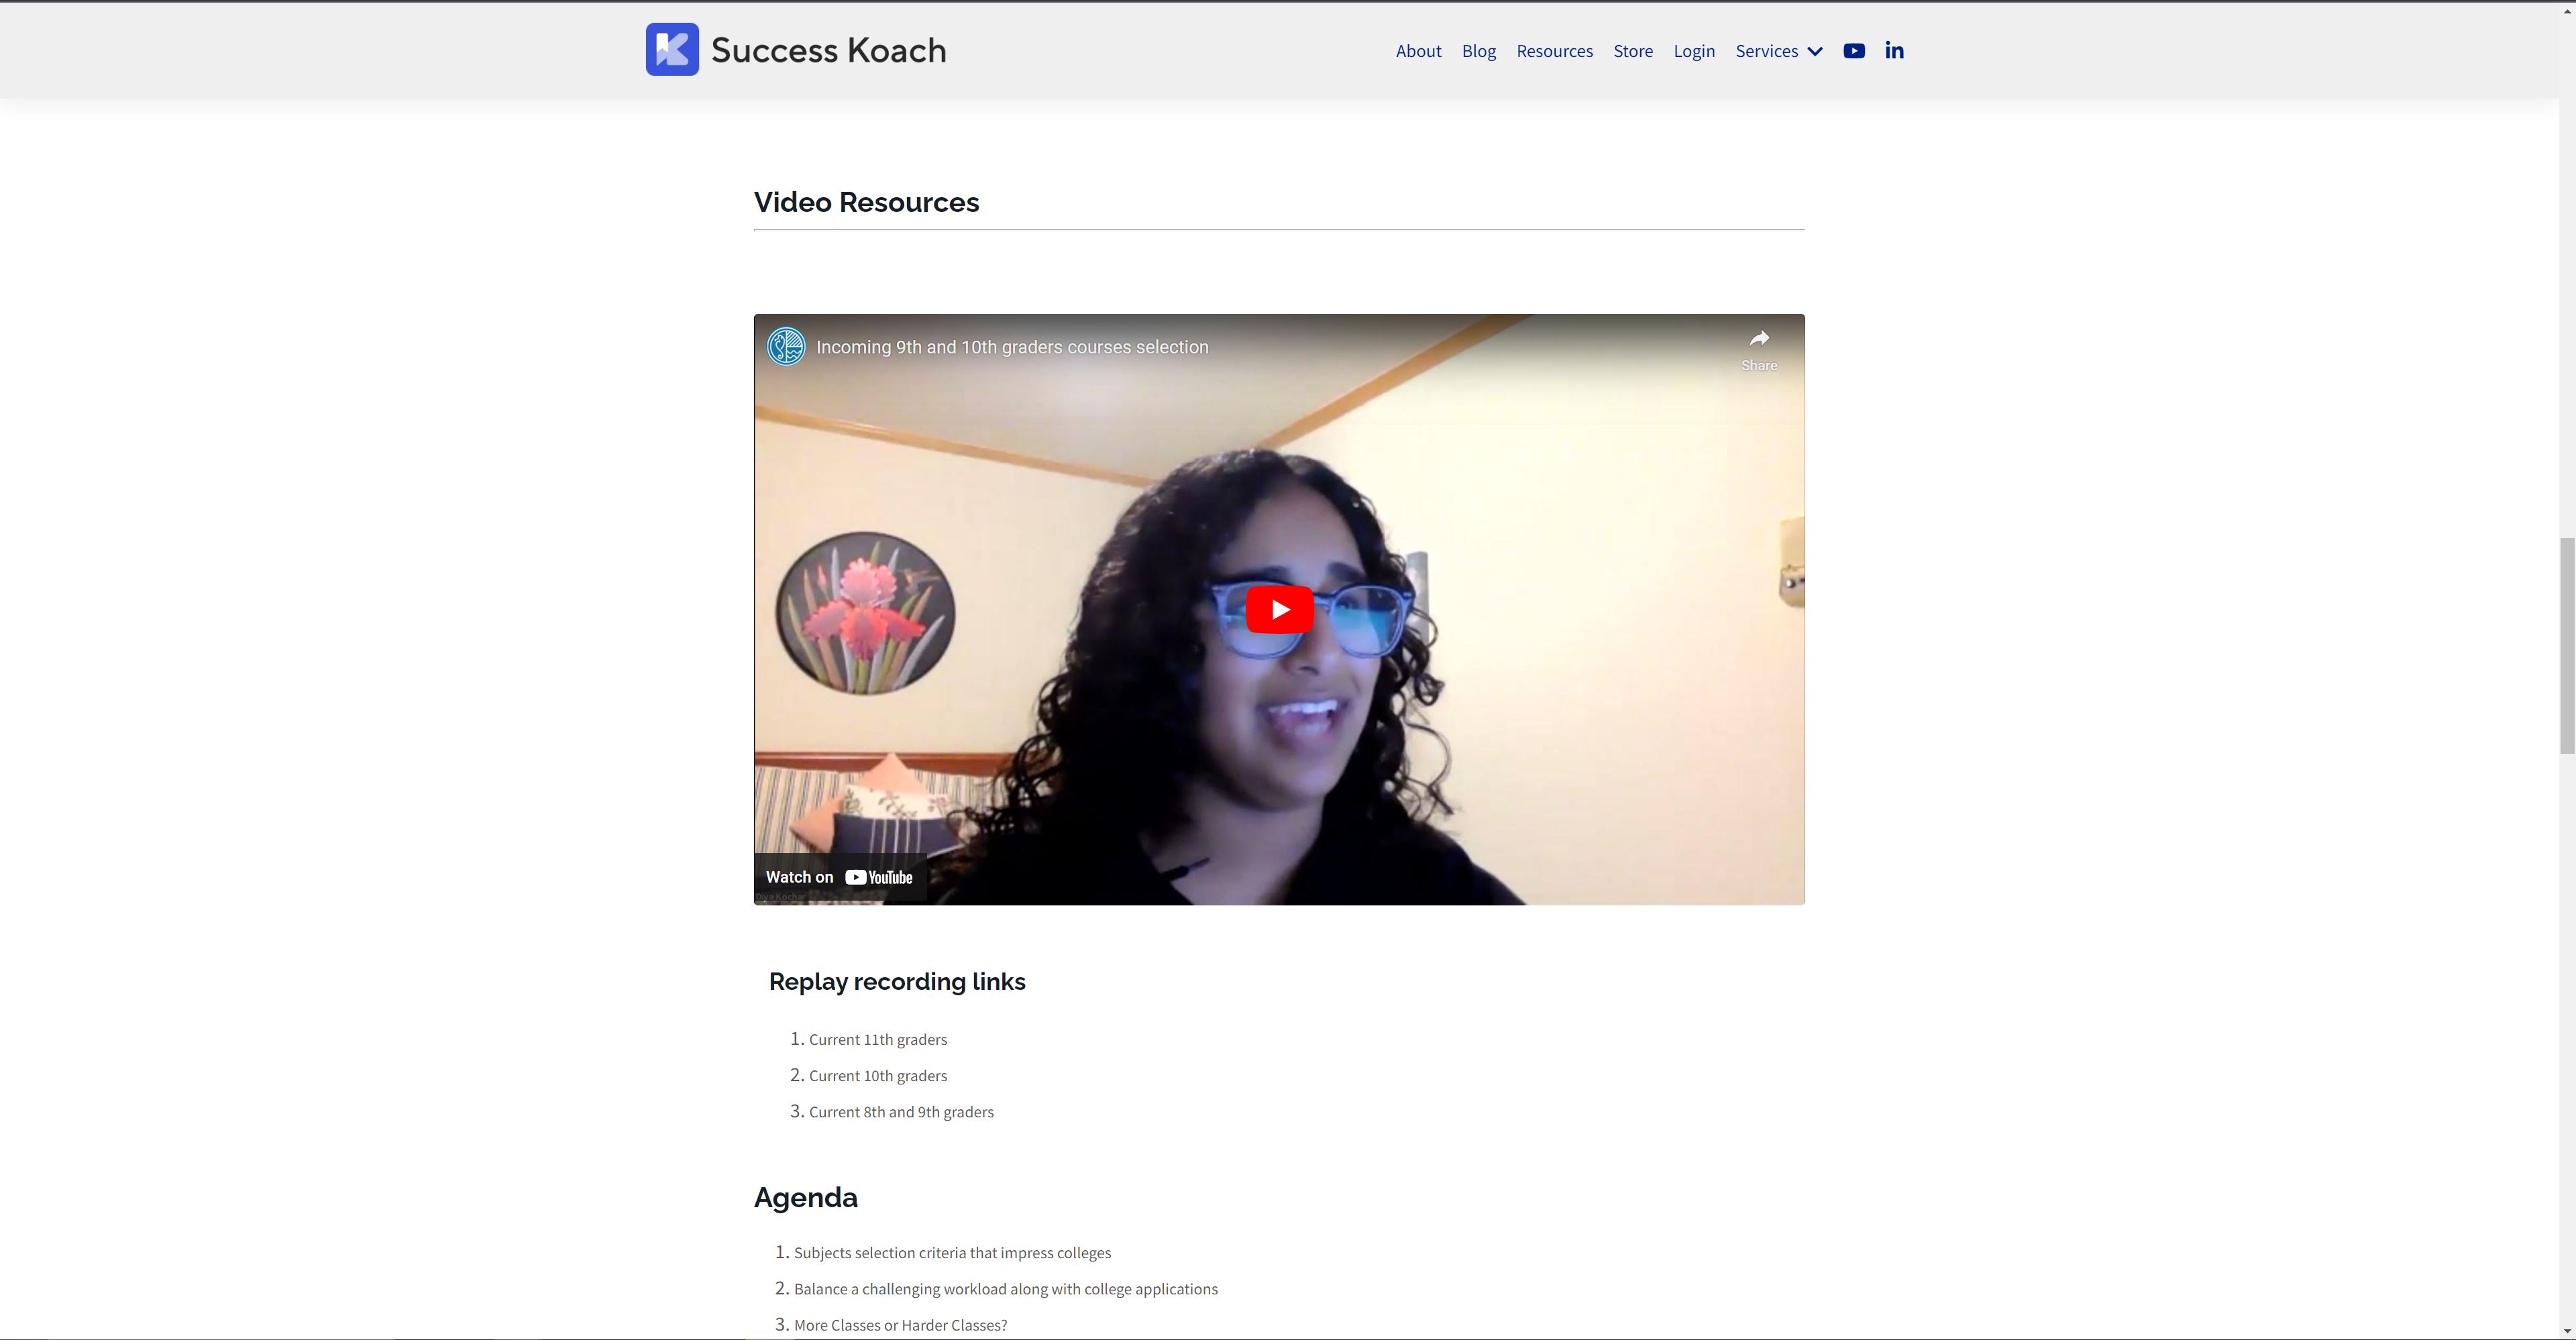 Success Koach
About Blog Resources Store Login Services
Video Resources
Incoming 9th and 10th graders courses selection
Share
Watch on YouTube
Replay recording links
1. Current 11th graders
2. Current 10th graders
3. Current 8th and 9th graders
Agenda
1. Subjects selection criteria that impress colleges
2. Balance a challenging workload along with college applications
3. More Classes or Harder Classes?